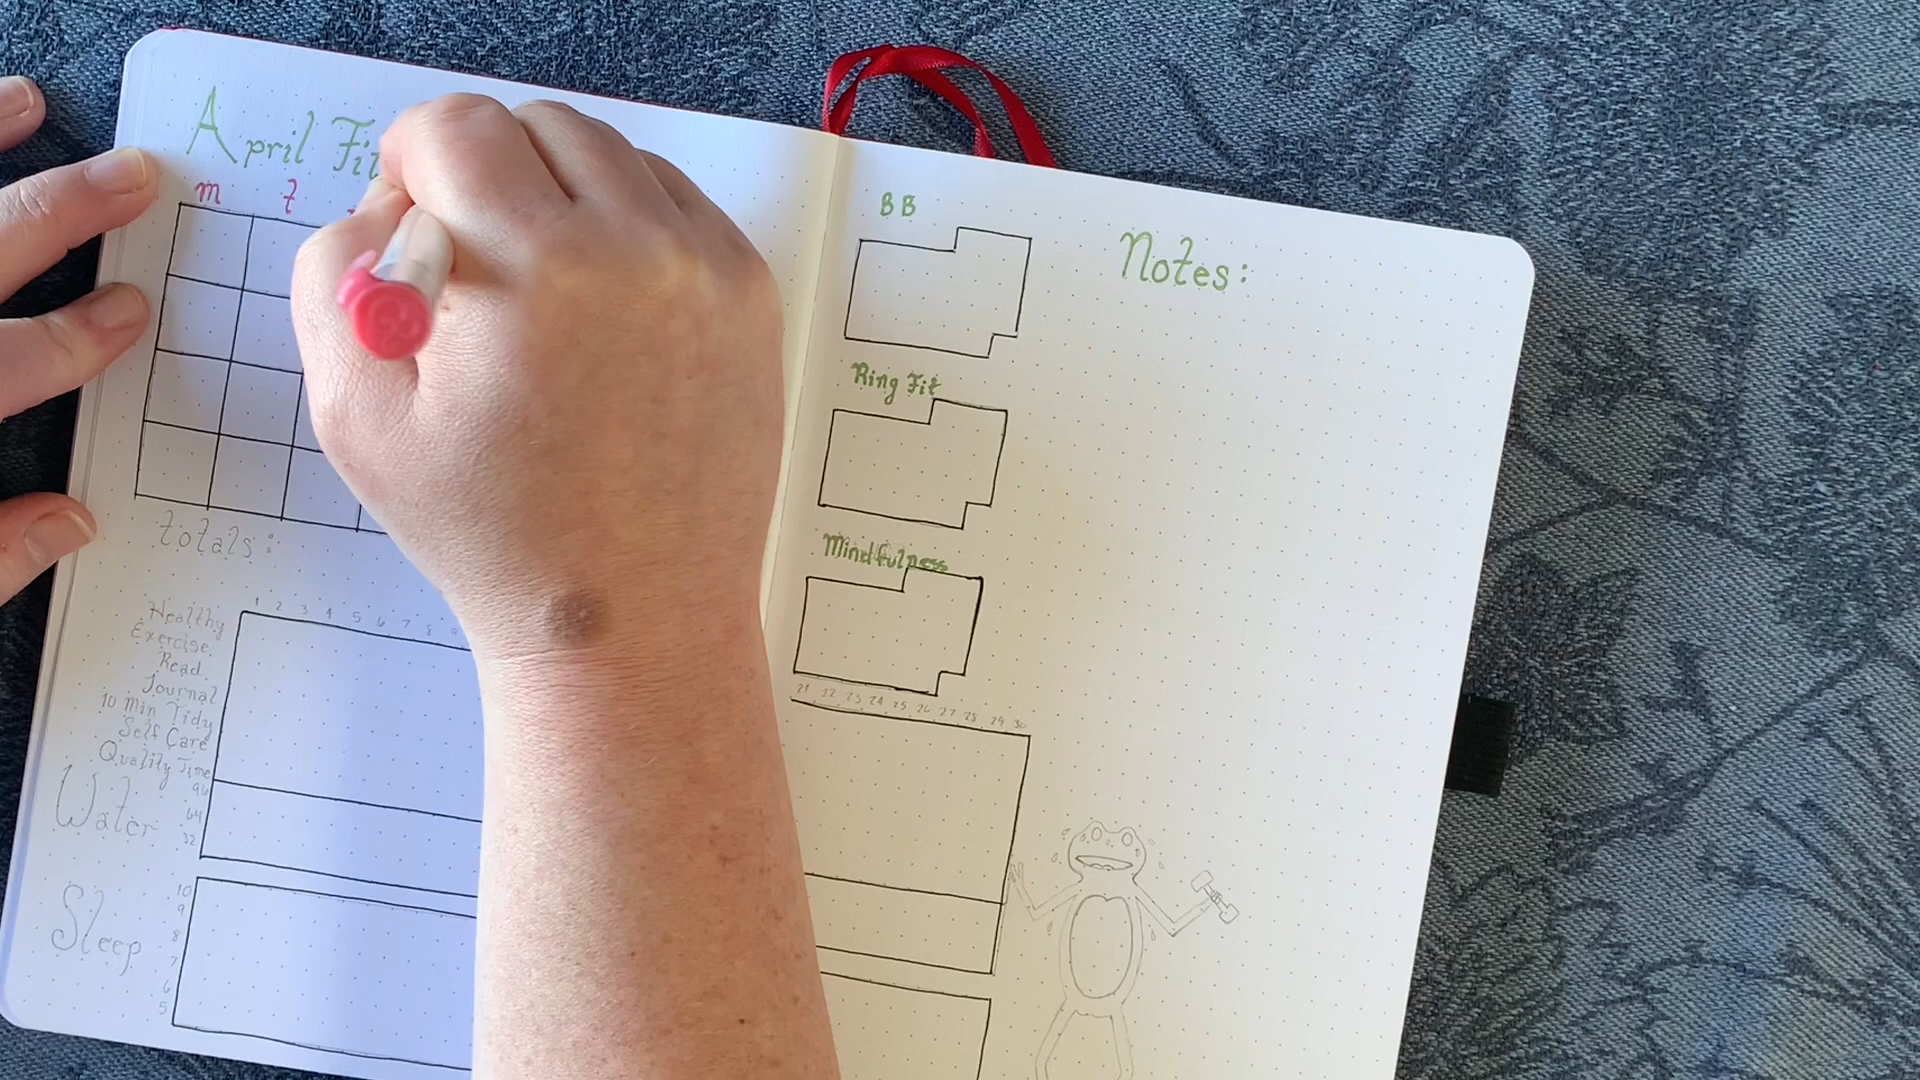 April Fit
m t
totals:
1 2 3 4 5 6 7 8 9
Healthy
Exercise
Read
Journal
10 Min Tidy
Self Care
Quality Time
Water
96
64
32
Sleep
10
9
8
7
6
5
BB
Ring Fit
Mindfulness
21 22 23 24 25 26 27 28 29 30
Notes: